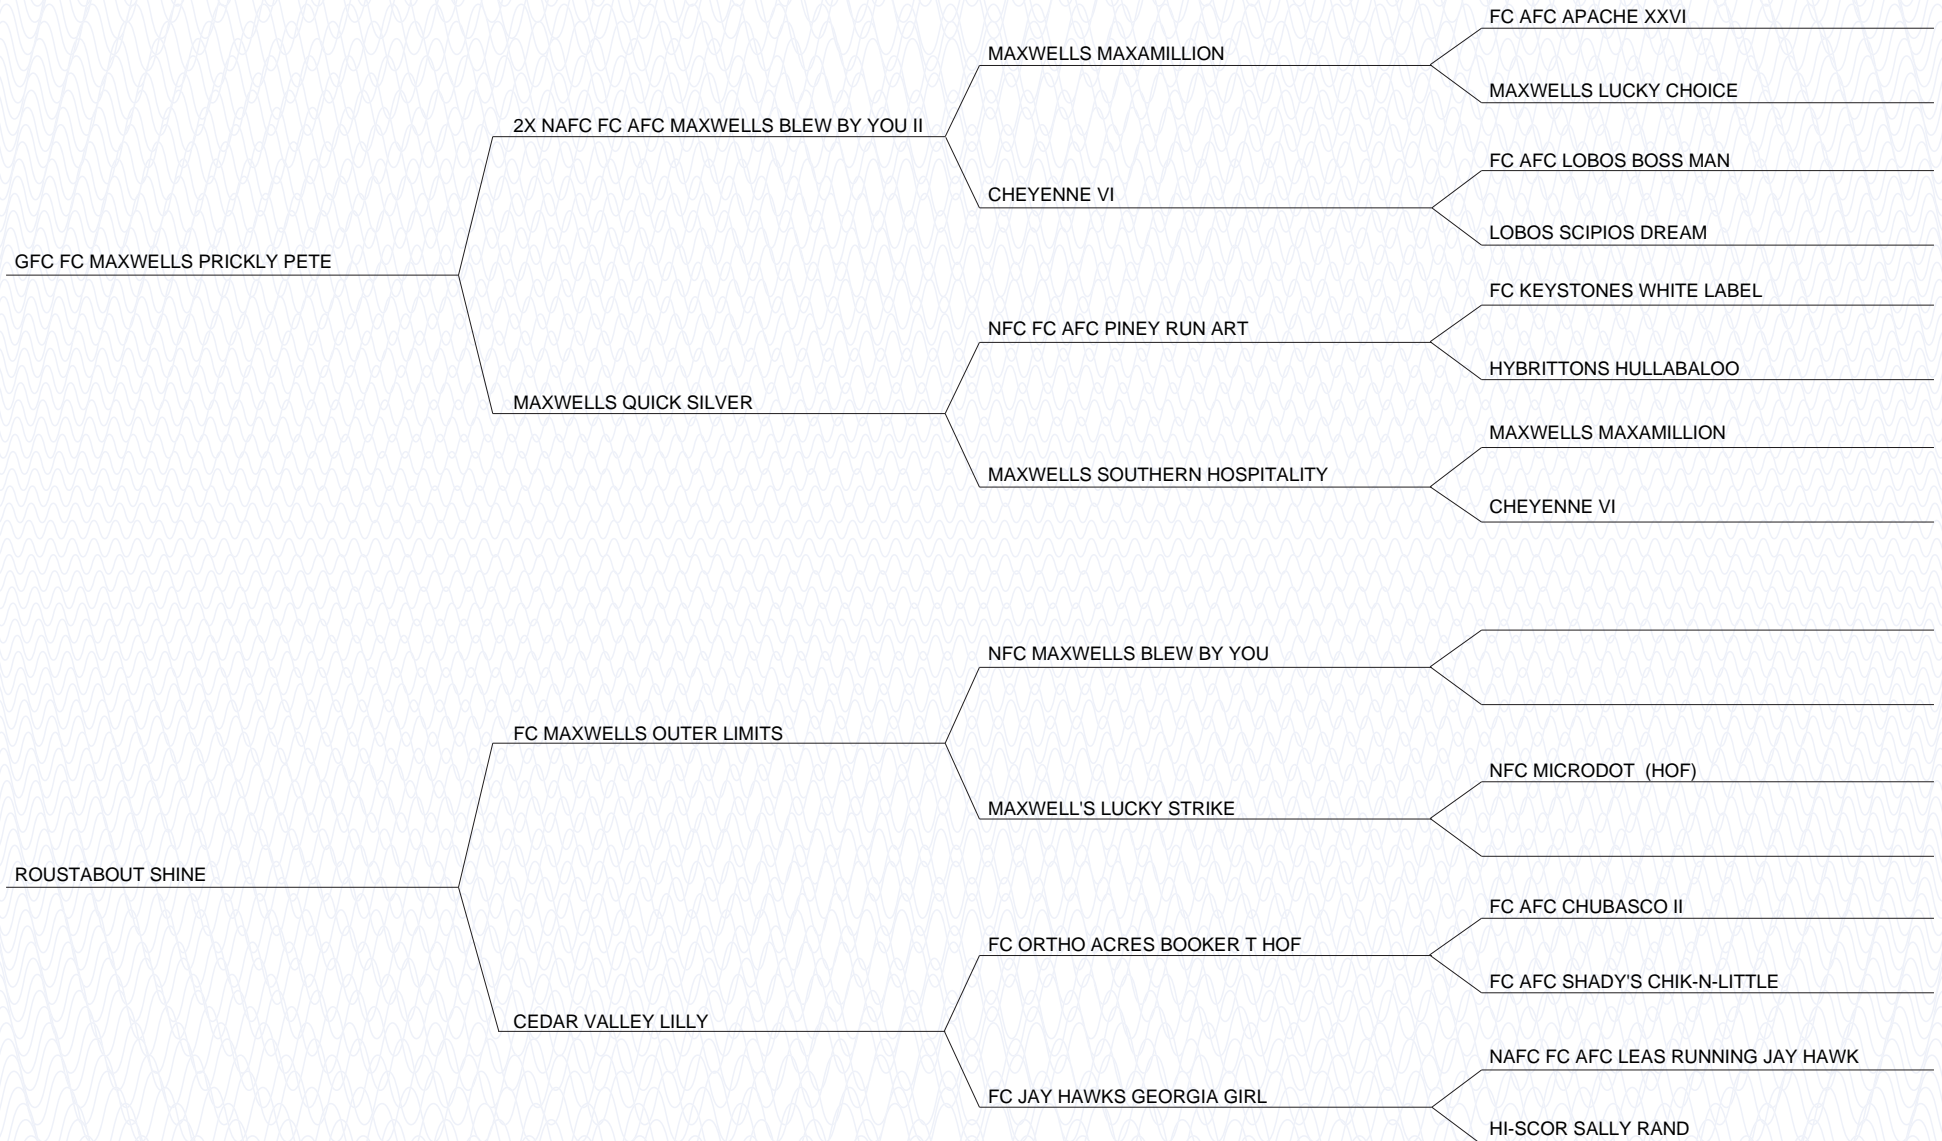 FC AFC APACHE XXVI
MAXWELLS MAXAMILLION
MAXWELLS LUCKY CHOICE
2X NAFC FC AFC MAXWELLS BLEW BY YOU II
FC AFC LOBOS BOSS MAN
CHEYENNE VI
LOBOS SCIPIOS DREAM
GFC FC MAXWELLS PRICKLY PETE
FC KEYSTONES WHITE LABEL
NFC FC AFC PINEY RUN ART
HYBRITTONS HULLABALOO
MAXWELLS QUICK SILVER
MAXWELLS MAXAMILLION
MAXWELLS SOUTHERN HOSPITALITY
CHEYENNE VI
NFC MAXWELLS BLEW BY YOU
FC MAXWELLS OUTER LIMITS
NFC MICRODOT  (HOF)
MAXWELL'S LUCKY STRIKE
ROUSTABOUT SHINE
FC AFC CHUBASCO II
FC ORTHO ACRES BOOKER T HOF
FC AFC SHADY'S CHIK-N-LITTLE
CEDAR VALLEY LILLY
NAFC FC AFC LEAS RUNNING JAY HAWK
FC JAY HAWKS GEORGIA GIRL
HI-SCOR SALLY RAND